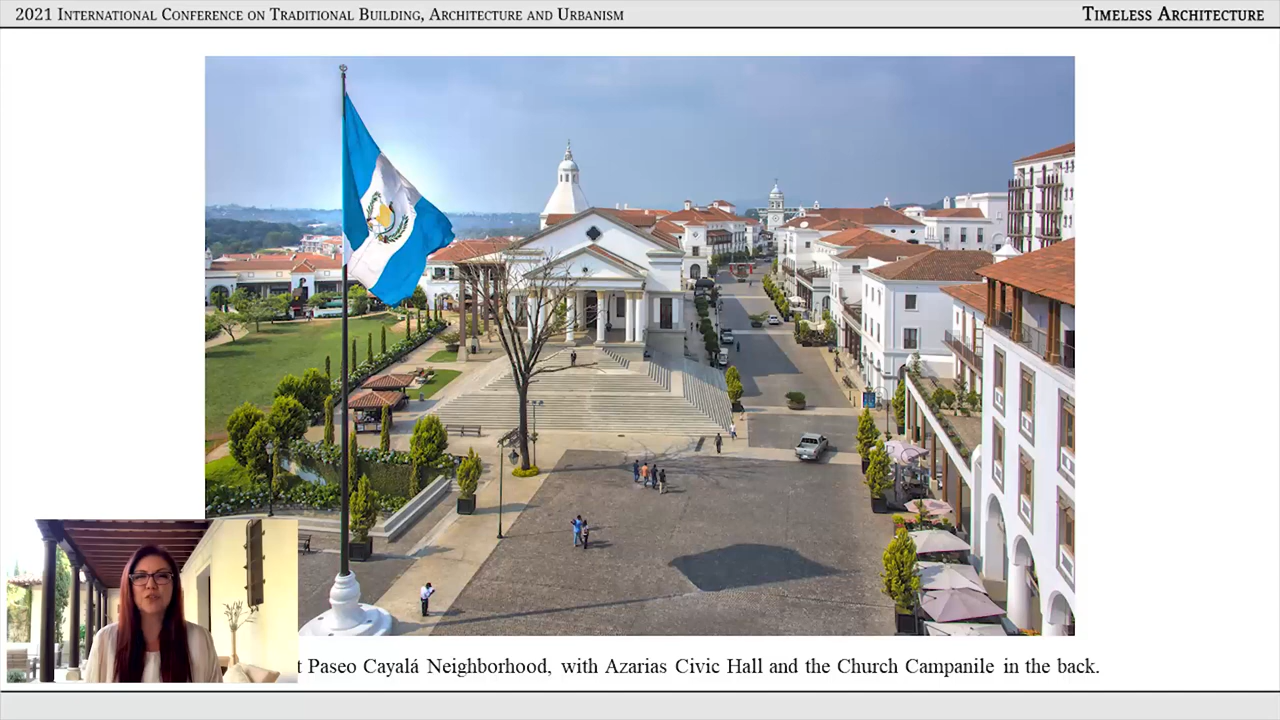 2021 International Conference on Traditional Building, Architecture and Urbanism
Timeless Architecture
t Paseo Cayalá Neighborhood, with Azarias Civic Hall and the Church Campanile in the back.